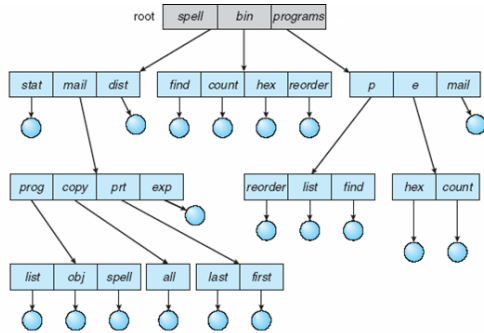 root spell bin programs
stat mail dist find count hex reorder p e mail
prog copy prt exp reorder list find hex count
list obj spell all last first